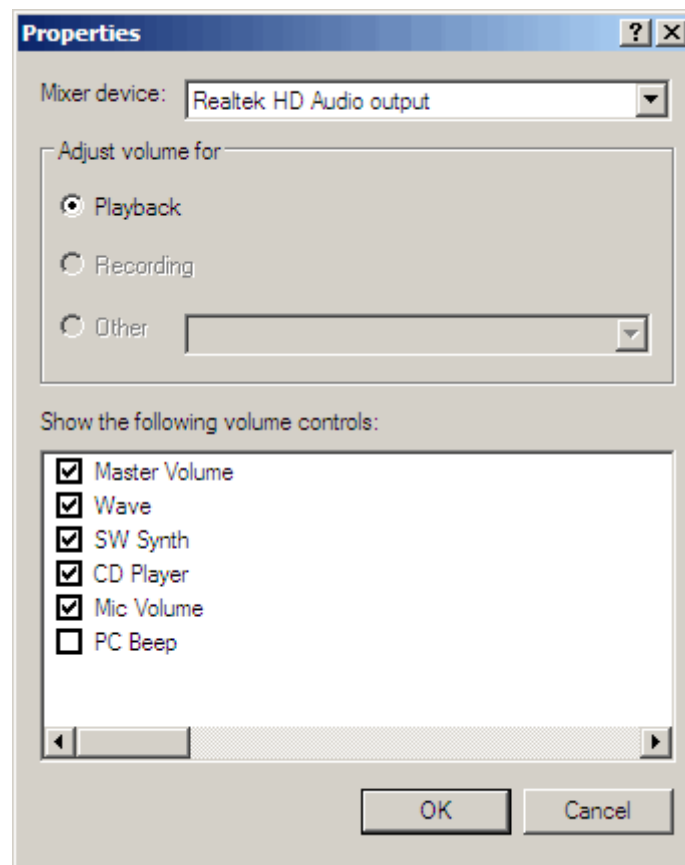 Properties
Mixer device: Realtek HD Audio output
Adjust volume for
Playback
Recording
Other
Show the following volume controls:
Master Volume
Wave
SW Synth
CD Player
Mic Volume
PC Beep
OK Cancel